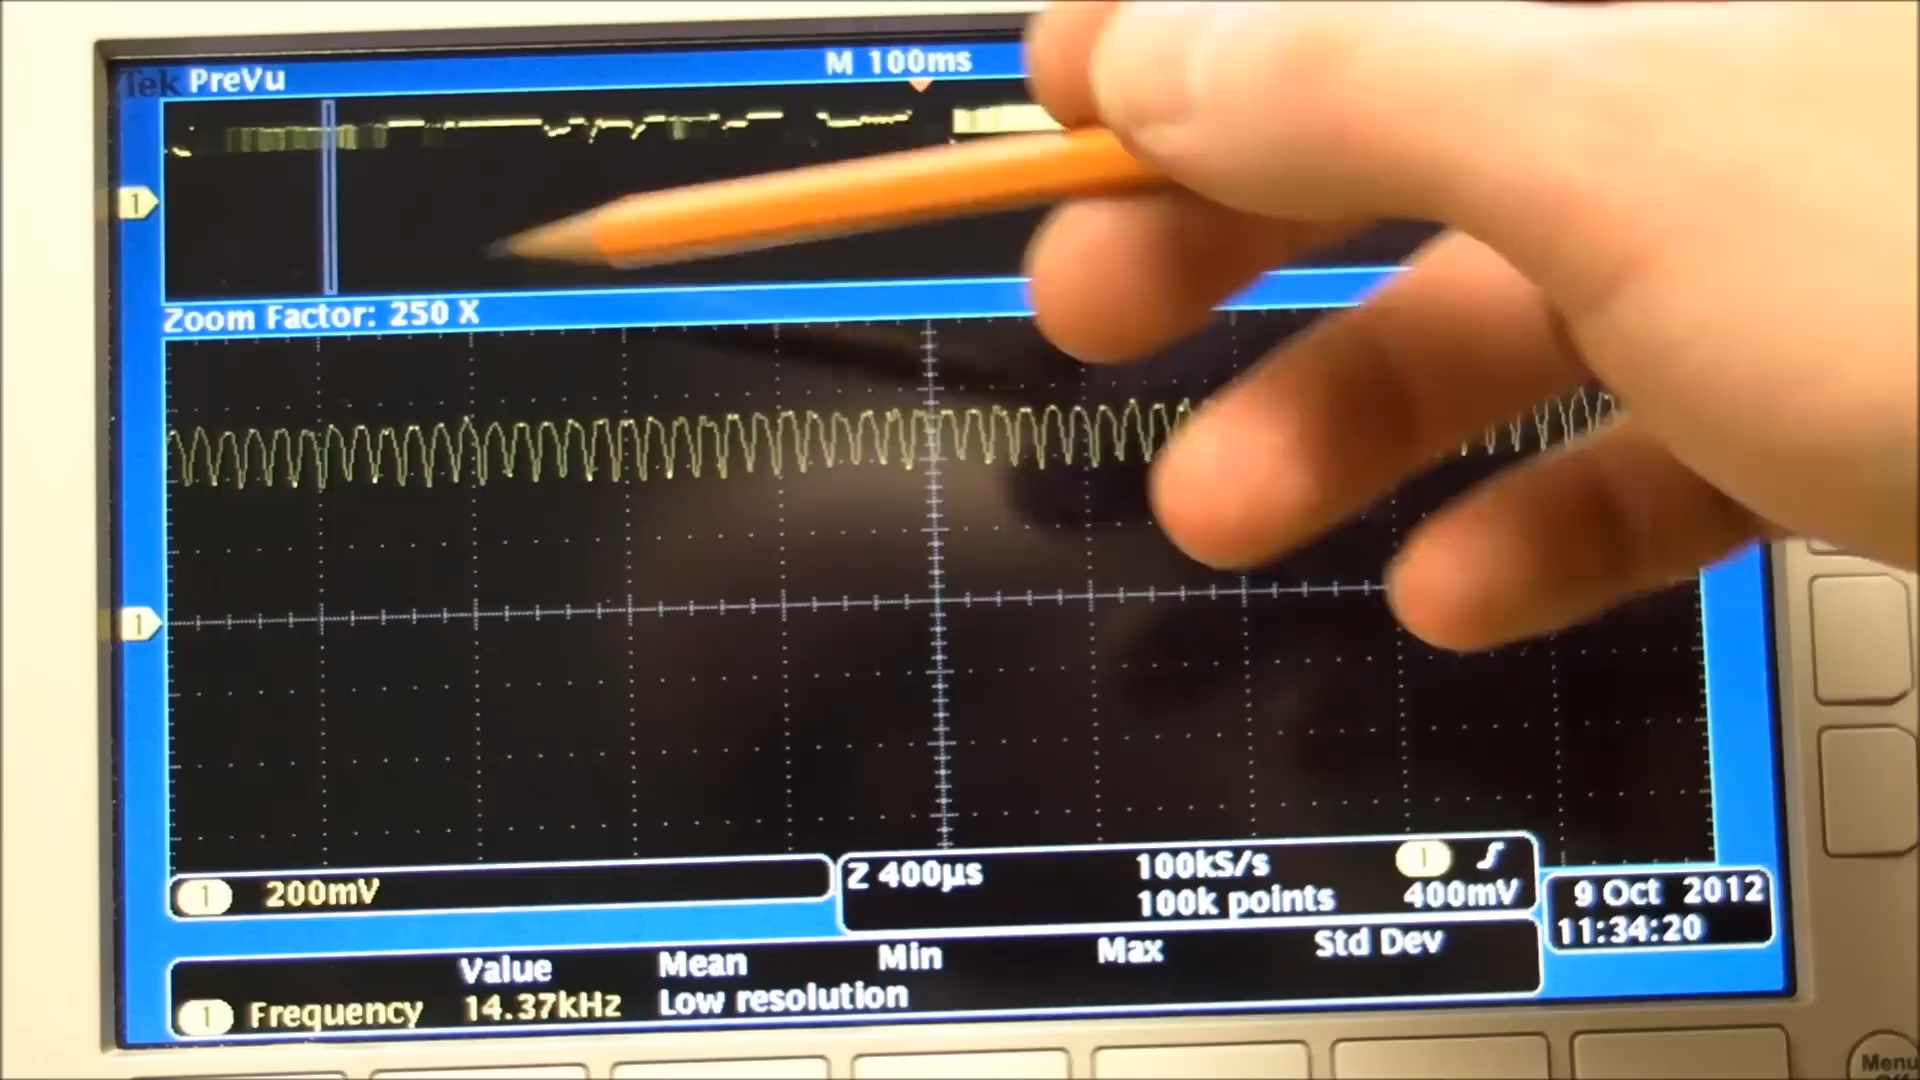 Tek PreVu
M 100ms
1
Zoom Factor: 250 X
1
1 200mV
Z 400µs
100kS/s
100k points
1
400mV
9 Oct 2012
11:34:20
Value Mean Min Max Std Dev
1 Frequency 14.37kHz Low resolution
Menu